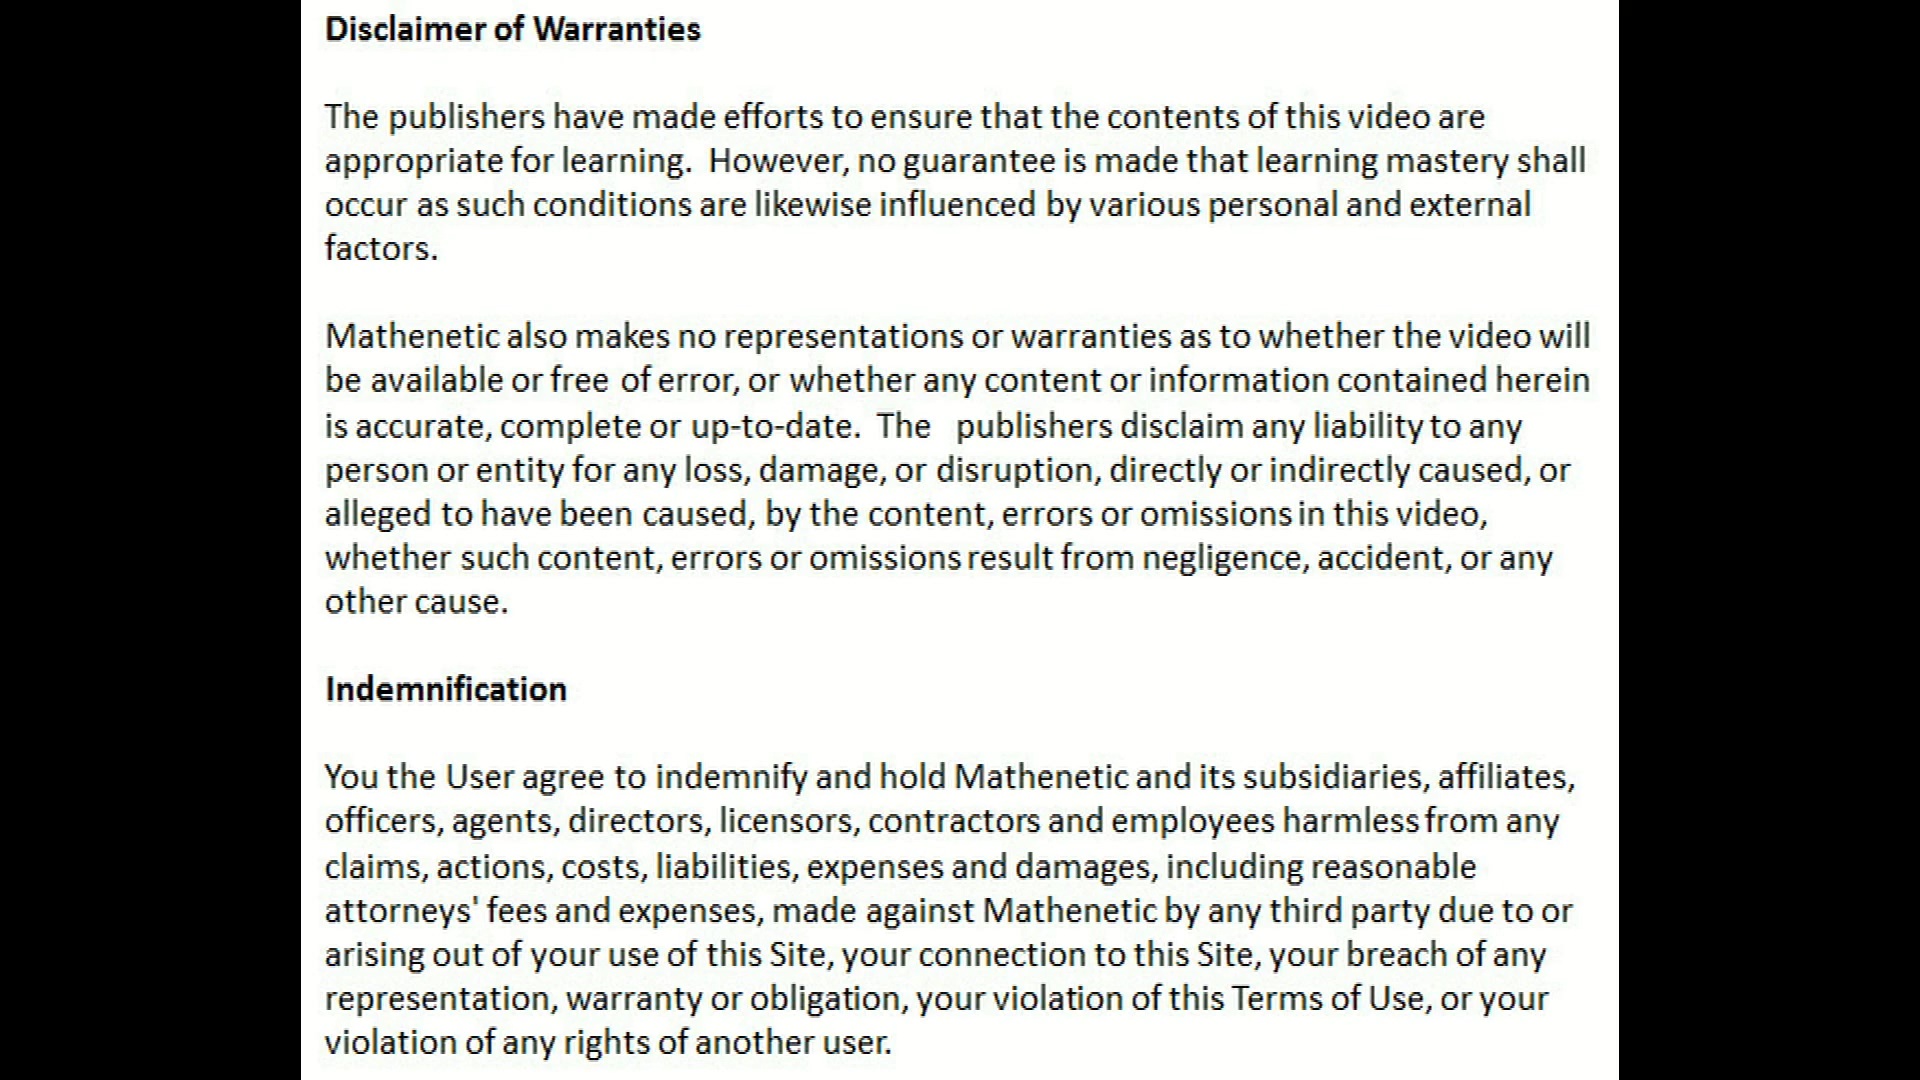 Disclaimer of Warranties
The publishers have made efforts to ensure that the contents of this video are
appropriate for learning.  However, no guarantee is made that learning mastery shall
occur as such conditions are likewise influenced by various personal and external
factors.
Mathenetic also makes no representations or warranties as to whether the video will
be available or free of error, or whether any content or information contained herein
is accurate, complete or up-to-date.  The   publishers disclaim any liability to any
person or entity for any loss, damage, or disruption, directly or indirectly caused, or
alleged to have been caused, by the content, errors or omissions in this video,
whether such content, errors or omissions result from negligence, accident, or any
other cause.
Indemnification
You the User agree to indemnify and hold Mathenetic and its subsidiaries, affiliates,
officers, agents, directors, licensors, contractors and employees harmless from any
claims, actions, costs, liabilities, expenses and damages, including reasonable
attorneys' fees and expenses, made against Mathenetic by any third party due to or
arising out of your use of this Site, your connection to this Site, your breach of any
representation, warranty or obligation, your violation of this Terms of Use, or your
violation of any rights of another user.